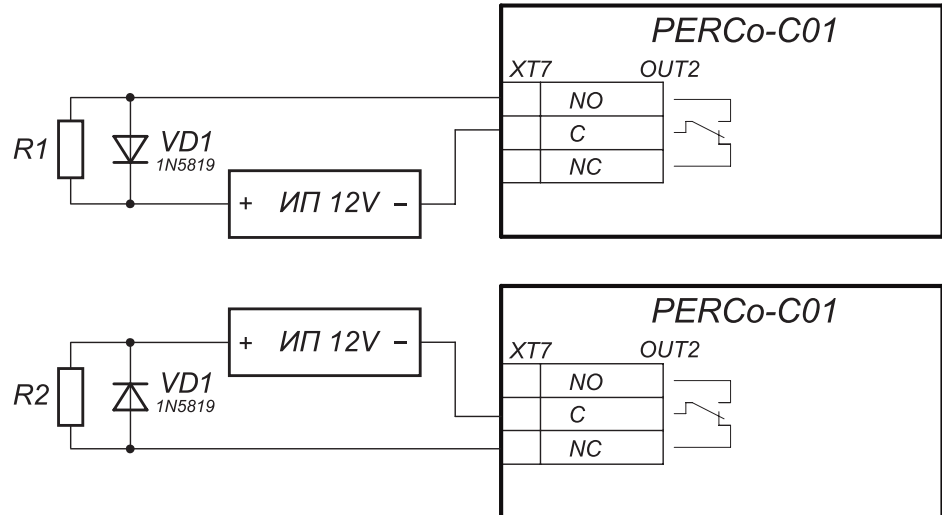 PERCo-C01
XT7 OUT2
NO
R1 VD1 C
1N5819
NC
+ ИП 12V –
PERCo-C01
+ ИП 12V –
XT7 OUT2
NO
R2 VD1 C
1N5819
NC